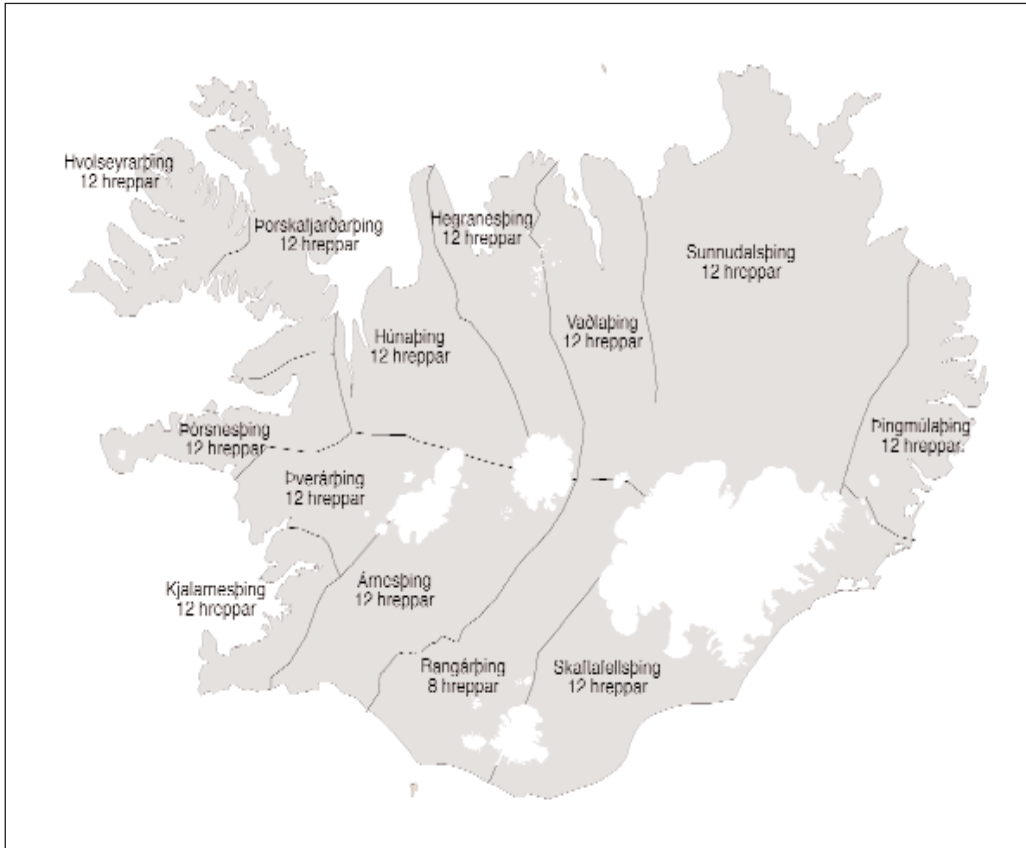 Hvolseyrarþing
12 hreppar
Þorskafjarðarþing
12 hreppar
Hegranesþing
12 hreppar
Sunnudalsþing
12 hreppar
Húnaþing
12 hreppar
Vaðlaþing
12 hreppar
Þórsnesþing
12 hreppar
Þingmúlaþing
12 hreppar
Þverárþing
12 hreppar
Kjalarnesþing
12 hreppar
Árnesþing
12 hreppar
Rangárþing
8 hreppar
Skaftafellsþing
12 hreppar